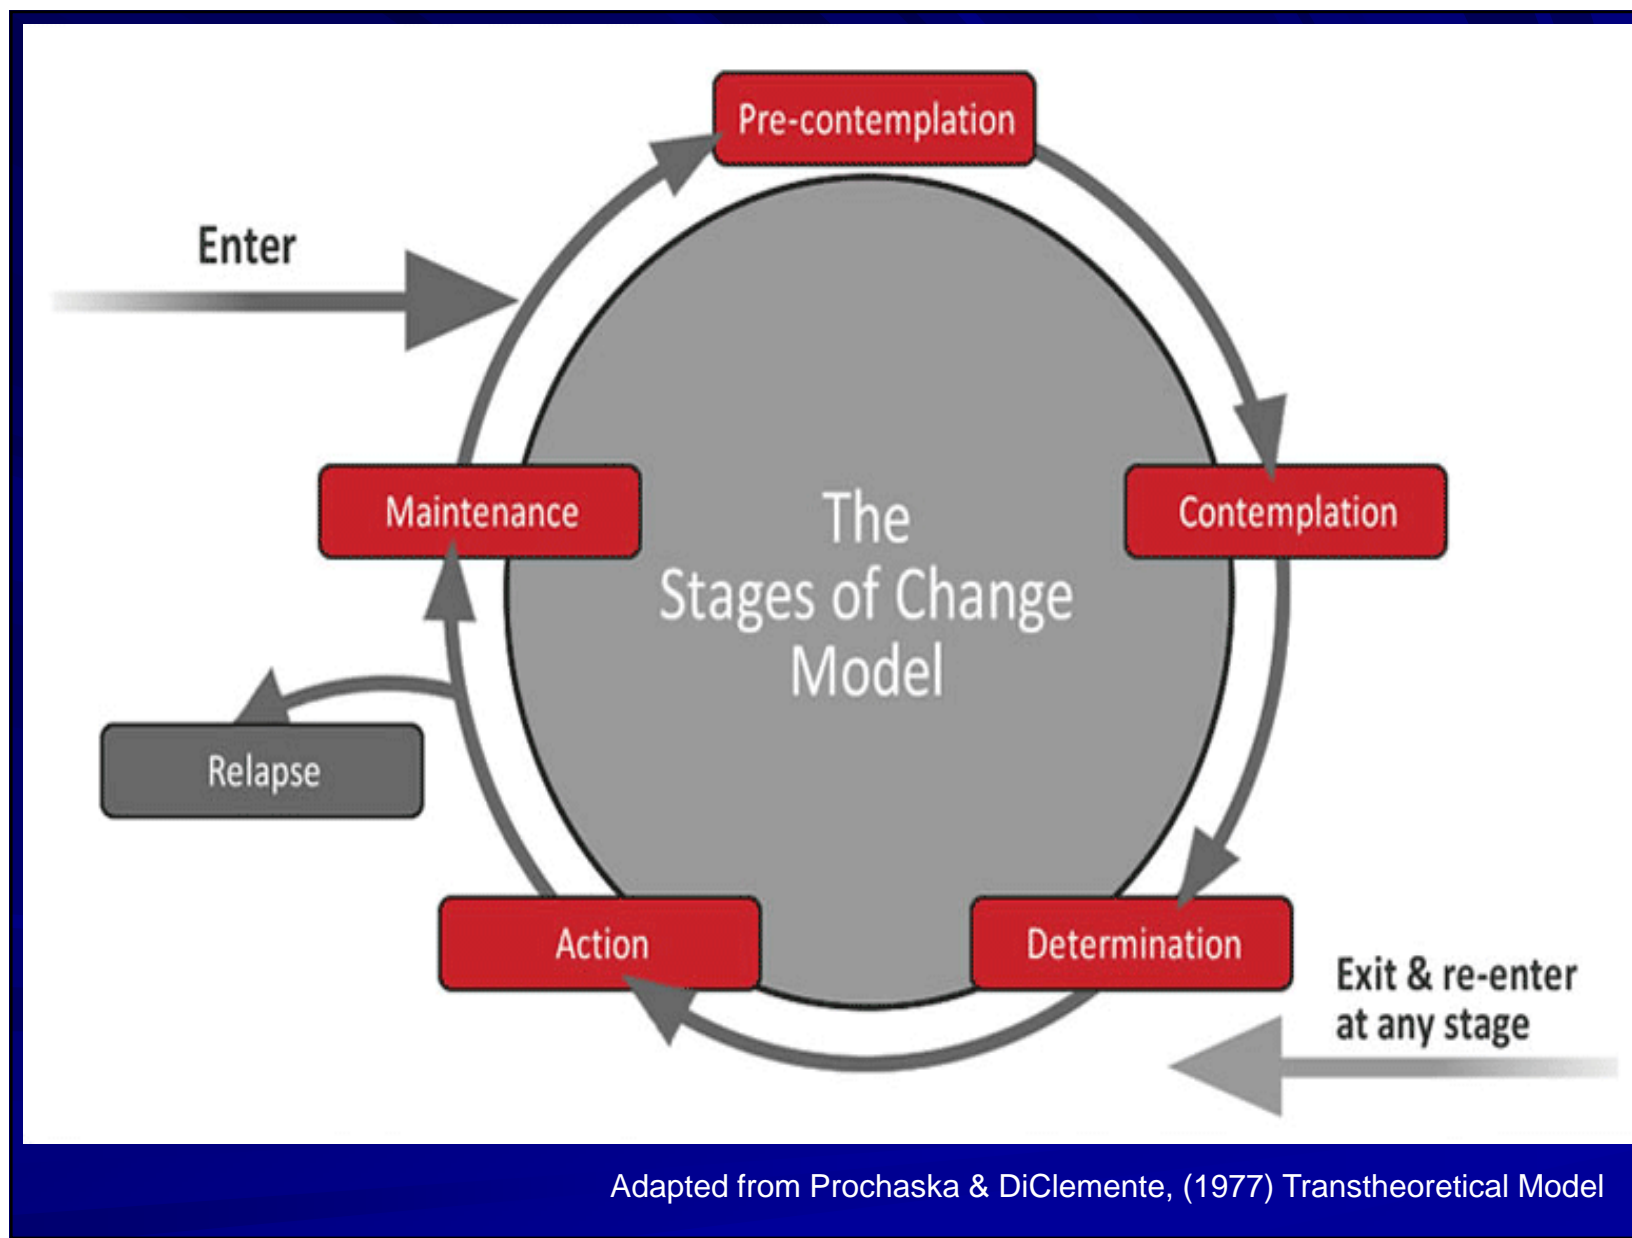 Pre-contemplation
Enter
Maintenance
The
Stages of Change
Model
Contemplation
Relapse
Action
Determination
Exit & re-enter
at any stage
Adapted from Prochaska & DiClemente, (1977) Transtheoretical Model